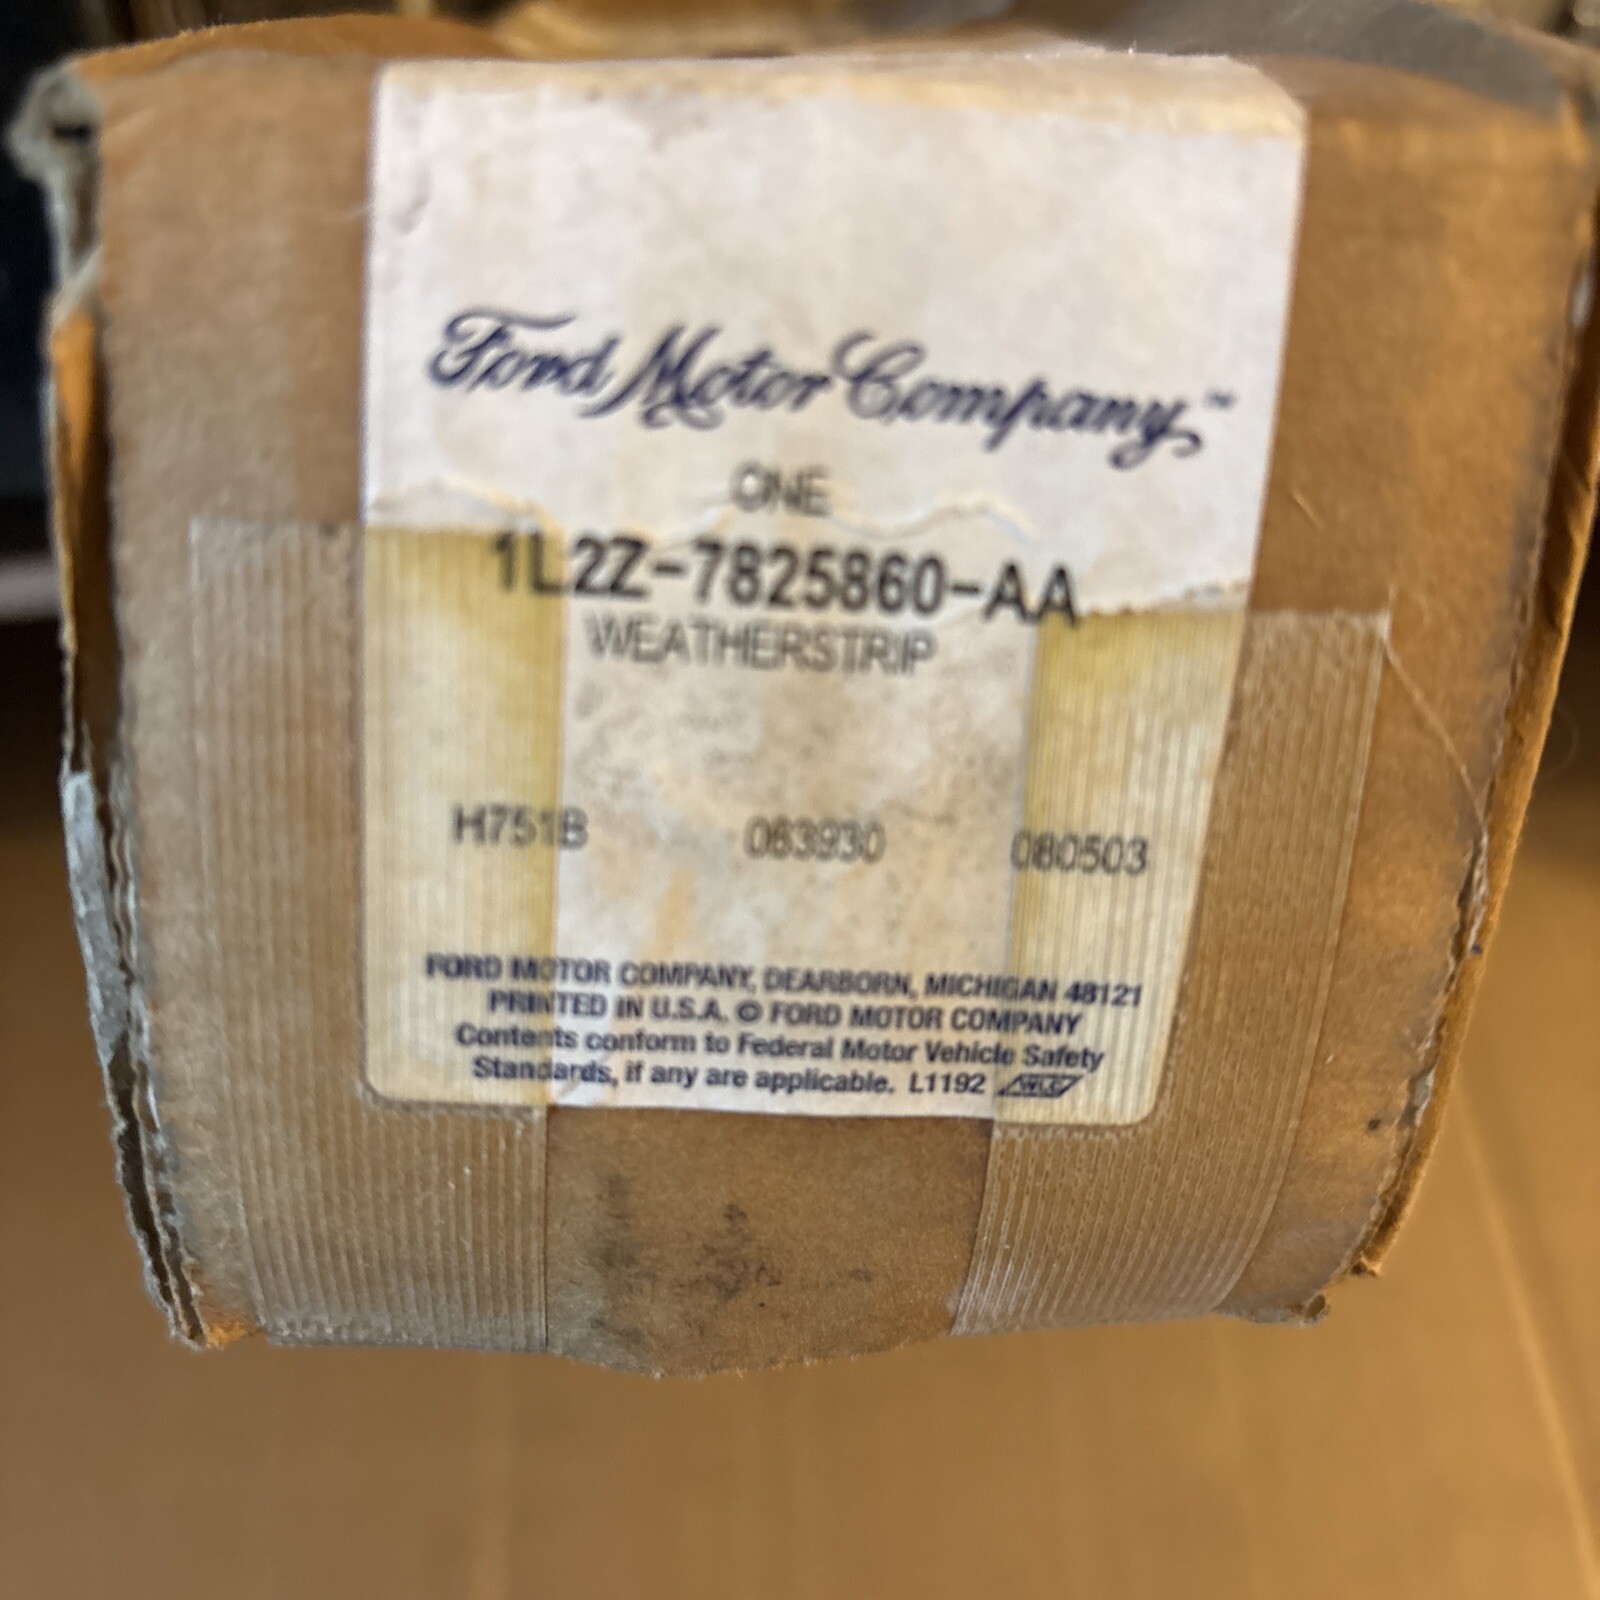 Ford Motor Company™
ONE
1L2Z-7825860-AA
WEATHERSTRIP
H751B 063930 080503
FORD MOTOR COMPANY, DEARBORN, MICHIGAN 48121
PRINTED IN U.S.A. © FORD MOTOR COMPANY
Contents conform to Federal Motor Vehicle Safety
Standards, if any are applicable. L1192